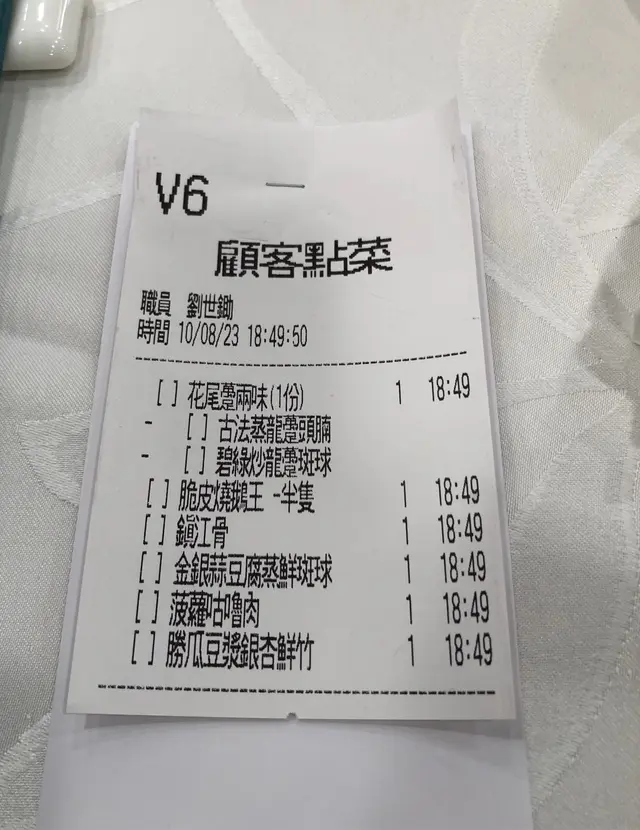 V6
顧客點菜
職員 劉世鋤
時間 10/08/23 18:49:50
[ ] 花尾躉兩味(1份) 1 18:49
- [ ] 古法蒸龍躉頭腩
- [ ] 碧綠炒龍躉斑球
[ ] 脆皮燒鵝王 -半隻 1 18:49
[ ] 鎭江骨 1 18:49
[ ] 金銀蒜豆腐蒸鮮斑球 1 18:49
[ ] 菠蘿咕嚕肉 1 18:49
[ ] 勝瓜豆漿銀杏鮮竹 1 18:49